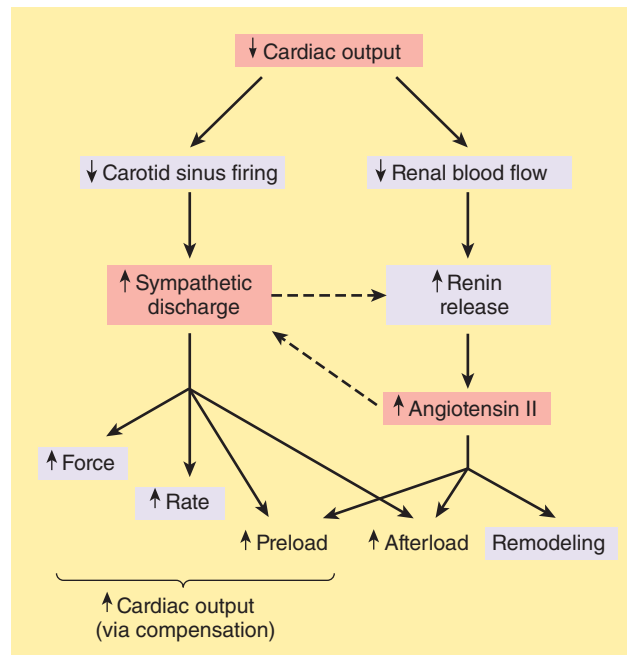 ↓ Cardiac output
↓ Carotid sinus firing
↓ Renal blood flow
↑ Sympathetic
discharge
↑ Renin
release
↑ Angiotensin II
↑ Force
↑ Rate
↑ Preload
↑ Afterload
Remodeling
↑ Cardiac output
(via compensation)